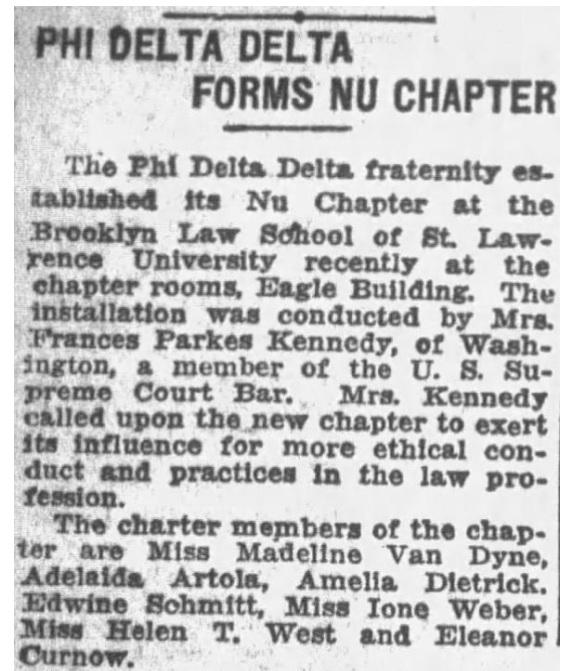 PHI DELTA DELTA
FORMS NU CHAPTER
The Phi Delta Delta fraternity es-
tablished its Nu Chapter at the
Brooklyn Law School of St. Law-
rence University recently at the
chapter rooms, Eagle Building. The
installation was conducted by Mrs.
Frances Parkes Kennedy, of Wash-
ington, a member of the U. S. Su-
preme Court Bar. Mrs. Kennedy
called upon the new chapter to exert
its influence for more ethical con-
duct and practices in the law pro-
fession.
The charter members of the chap-
ter are Miss Madeline Van Dyne,
Adelaida Artola, Amelia Dietrick.
Edwine Schmitt, Miss Ione Weber,
Miss Helen T. West and Eleanor
Curnow.